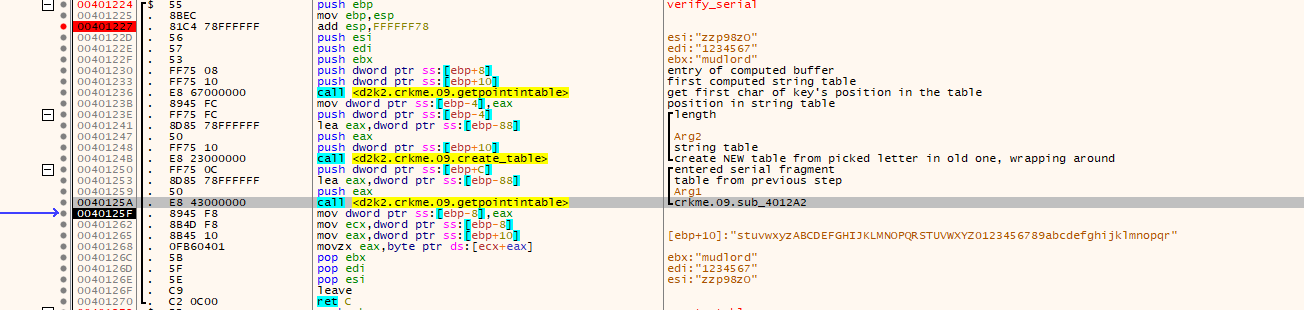 00401224 $ 55 push ebp verify_serial
00401225 . 8BEC mov ebp,esp
00401227 . 81C4 78FFFFFF add esp,FFFFFF78
0040122D . 56 push esi esi:"zzp98zO"
0040122E . 57 push edi edi:"1234567"
0040122F . 53 push ebx ebx:"mudlord"
00401230 . FF75 08 push dword ptr ss:[ebp+8] entry of computed buffer
00401233 . FF75 10 push dword ptr ss:[ebp+10] first computed string table
00401236 . E8 67000000 call <d2k2.crkme.09.getpointintable> get first char of key's position in the table
0040123B . 8945 FC mov dword ptr ss:[ebp-4],eax position in string table
0040123E . FF75 FC push dword ptr ss:[ebp-4] length
00401241 . 8D85 78FFFFFF lea eax,dword ptr ss:[ebp-88]
00401247 . 50 push eax Arg2
00401248 . FF75 10 push dword ptr ss:[ebp+10] string table
0040124B . E8 23000000 call <d2k2.crkme.09.create_table> create NEW table from picked letter in old one, wrapping around
00401250 . FF75 0C push dword ptr ss:[ebp+C] entered serial fragment
00401253 . 8D85 78FFFFFF lea eax,dword ptr ss:[ebp-88] table from previous step
00401259 . 50 push eax Arg1
0040125A . E8 43000000 call <d2k2.crkme.09.getpointintable> crkme.09.sub_4012A2
0040125F . 8945 F8 mov dword ptr ss:[ebp-8],eax
00401262 . 8B4D F8 mov ecx,dword ptr ss:[ebp-8]
00401265 . 8B45 10 mov eax,dword ptr ss:[ebp+10] [ebp+10]:"stuvwxyzABCDEFGHIJKLMNOPQRSTUVWXYZ0123456789abcdefghijklmnopqr"
00401268 . 0FB60401 movzx eax,byte ptr ds:[ecx+eax]
0040126C . 5B pop ebx ebx:"mudlord"
0040126D . 5F pop edi edi:"1234567"
0040126E . 5E pop esi esi:"zzp98zO"
0040126F . C9 leave
00401270 . C2 0C00 ret C